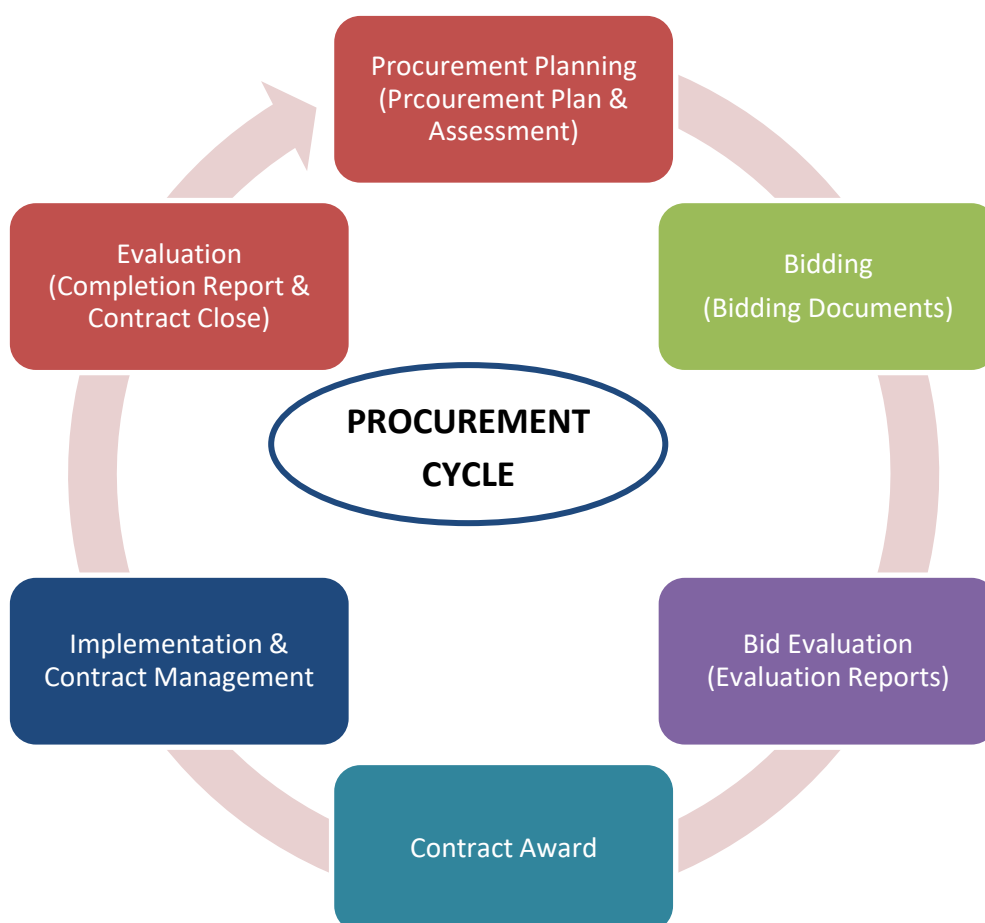 Procurement Planning
(Prcourement Plan &
Assessment)
Bidding
(Bidding Documents)
Bid Evaluation
(Evaluation Reports)
Contract Award
Implementation &
Contract Management
Evaluation
(Completion Report &
Contract Close)
PROCUREMENT
CYCLE